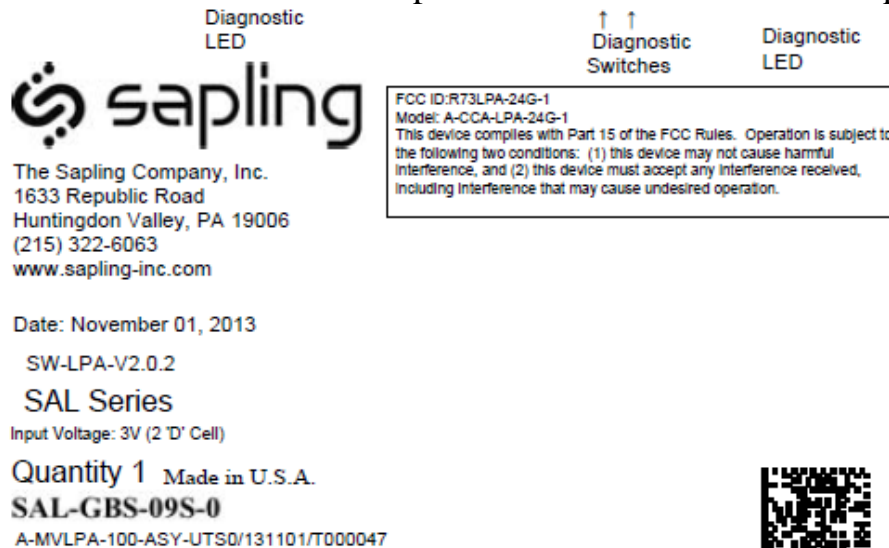 Diagnostic
LED
↑ ↑
Diagnostic
Switches
Diagnostic
LED
sapling
FCC ID:R73LPA-24G-1
Model: A-CCA-LPA-24G-1
This device complies with Part 15 of the FCC Rules. Operation is subject to
the following two conditions: (1) this device may not cause harmful
interference, and (2) this device must accept any interference received,
including interference that may cause undesired operation.
The Sapling Company, Inc.
1633 Republic Road
Huntingdon Valley, PA 19006
(215) 322-6063
www.sapling-inc.com
Date: November 01, 2013
SW-LPA-V2.0.2
SAL Series
Input Voltage: 3V (2 'D' Cell)
Quantity 1 Made in U.S.A.
SAL-GBS-09S-0
A-MVLPA-100-ASY-UTS0/131101/T000047